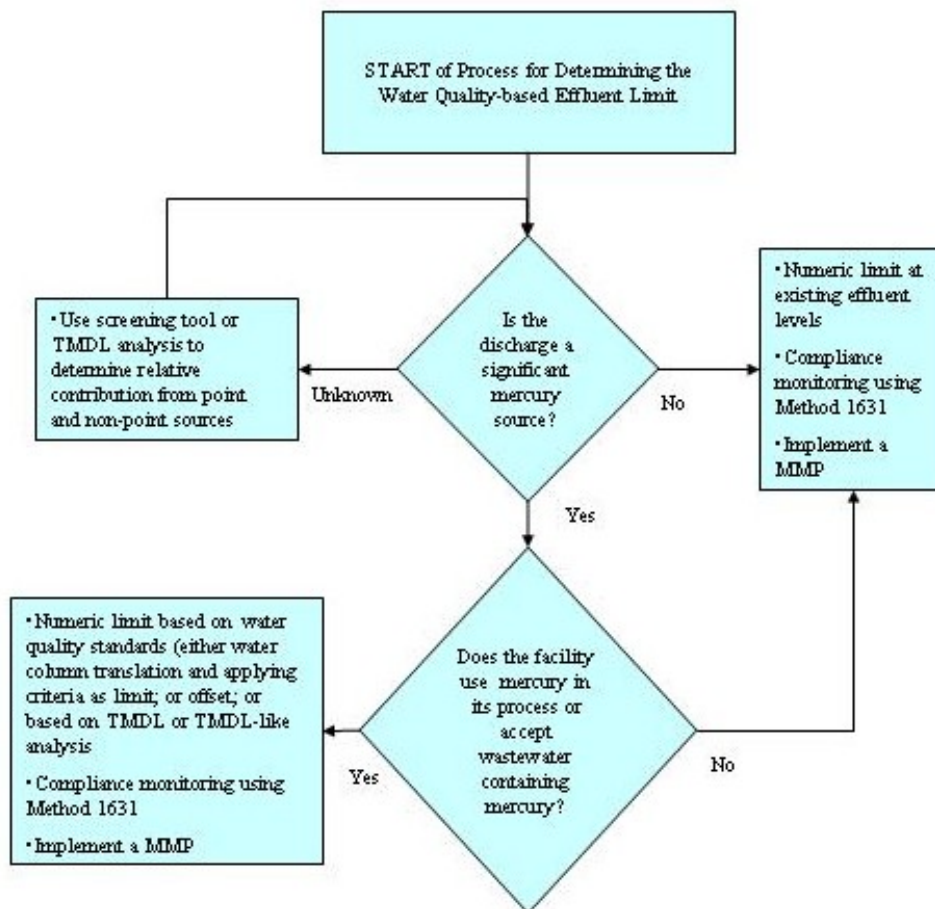 START of Process for Determining the
Water Quality-based Effluent Limit
Is the
discharge a
significant
mercury
source?
•Use screening tool or
TMDL analysis to
determine relative
contribution from point
and non-point sources
Unknown
No
•Numeric limit at
existing effluent
levels
•Compliance
monitoring using
Method 1631
•Implement a
MMP
Yes
Does the facility
use mercury in
its process or
accept
wastewater
containing
mercury?
•Numeric limit based on water
quality standards (either water
column translation and applying
criteria as limit; or offset; or
based on TMDL or TMDL-like
analysis
•Compliance monitoring using
Method 1631
•Implement a MMP
Yes
No